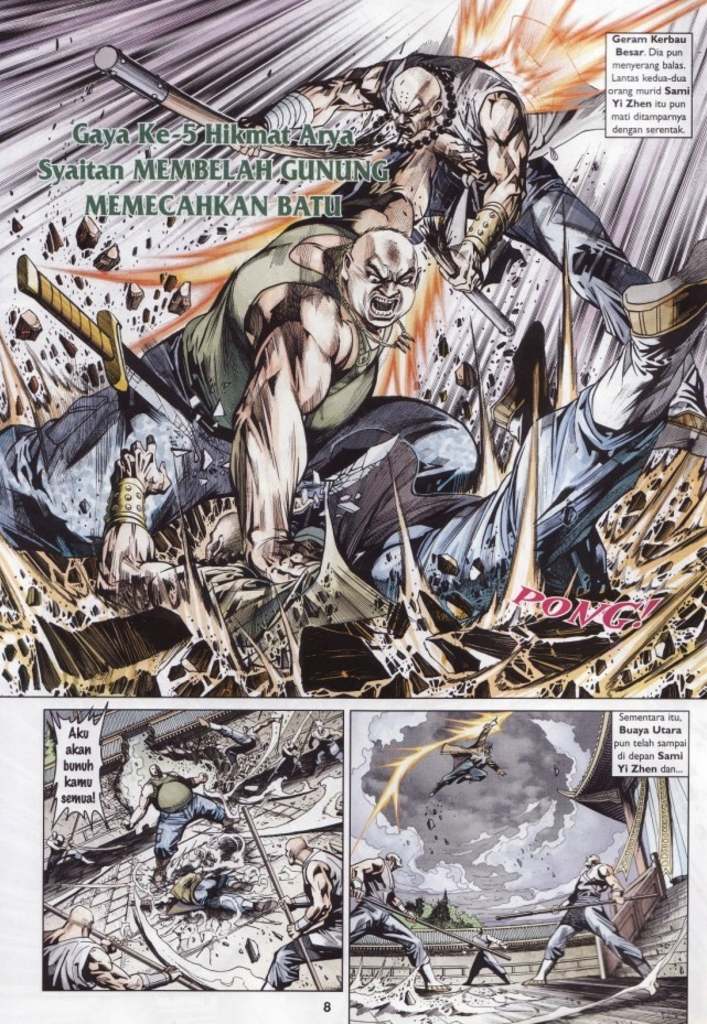 Geram Kerbau
Besar. Dia pun
menyerang balas.
Lantas kedua-dua
orang murid Sami
Yi Zhen itu pun
mati ditamparnya
dengan serentak.
Gaya Ke-5 Hikmat Arya
Syaitan MEMBELAH GUNUNG
MEMECAHKAN BATU
PONG!
Aku
akan
bunuh
kamu
semua!
Sementara itu,
Buaya Utara
pun telah sampai
di depan Sami
Yi Zhen dan...
8